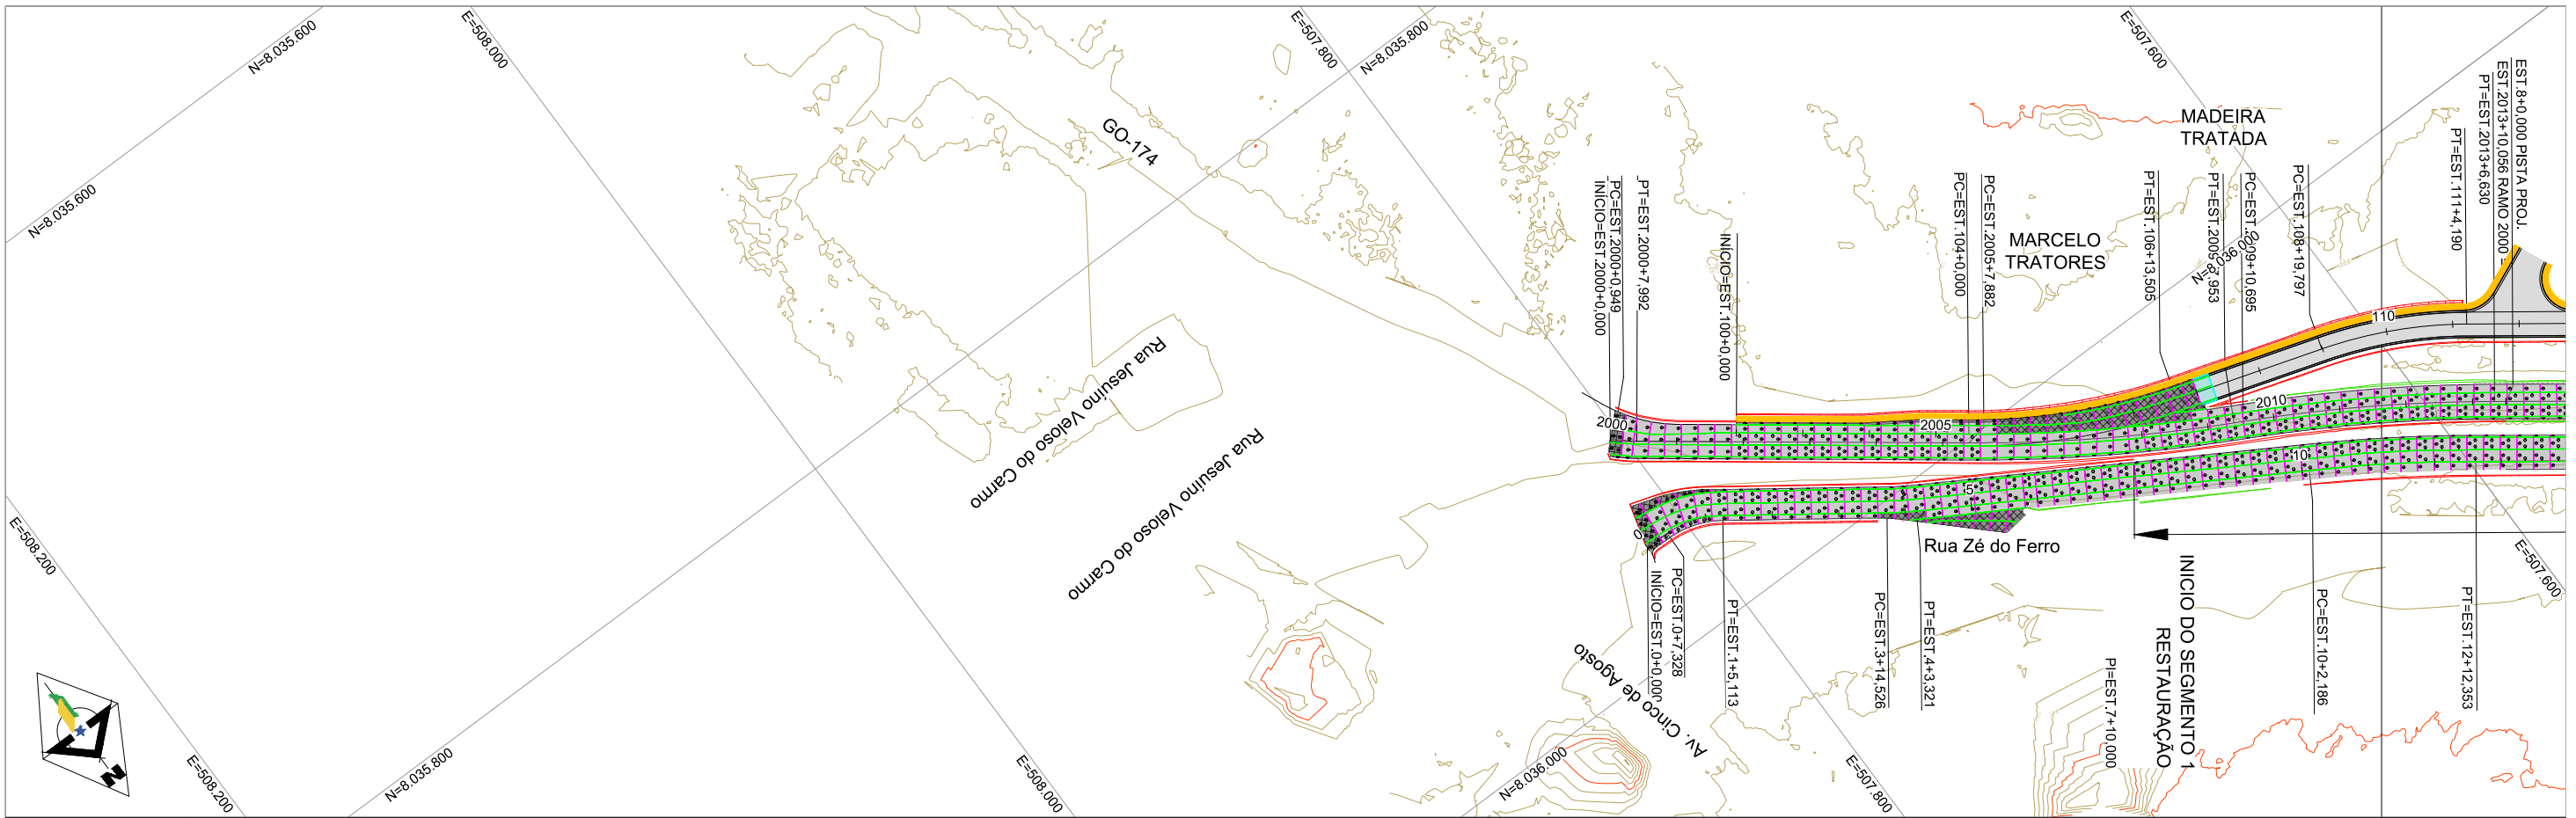 N=8.035.600
E=508.000
E=507.800
N=8.035.800
E=507.600
N=8.035.600
GO-174
MADEIRA
TRATADA
MARCELO
TRATORES
INÍCIO=EST.2000+0,000
PC=EST.2000+0,949
PT=EST.2000+7,992
INÍCIO=EST.100+0,000
PC=EST.104+0,000
PC=EST.2005+7,882
PT=EST.106+13,505
PC=EST.2009+10,695
N=8.036.000
PC=EST.108+19,797
PT=EST.111+4,190
PT=EST.2013+6,630
EST.2013+10,056 RAMO 2000 =
EST.8+0,000 PISTA PROJ.
110
2000
2005
2010
10
5
0
Rua Jesuino Veloso do Carmo
Rua Jesuino Veloso do Carmo
Rua Zé do Ferro
Av. Cinco de Agosto
INÍCIO=EST.0+0,000
PC=EST.0+7,328
PT=EST.1+5,113
PC=EST.3+14,526
PT=EST.4+3,321
PI=EST.7+10,000
INICIO DO SEGMENTO 1
RESTAURAÇÃO
PC=EST.10+2,186
PT=EST.12+12,353
E=507.600
E=508.200
E=508.200
N=8.035.800
E=508.000
N=8.036.000
E=507.800
N